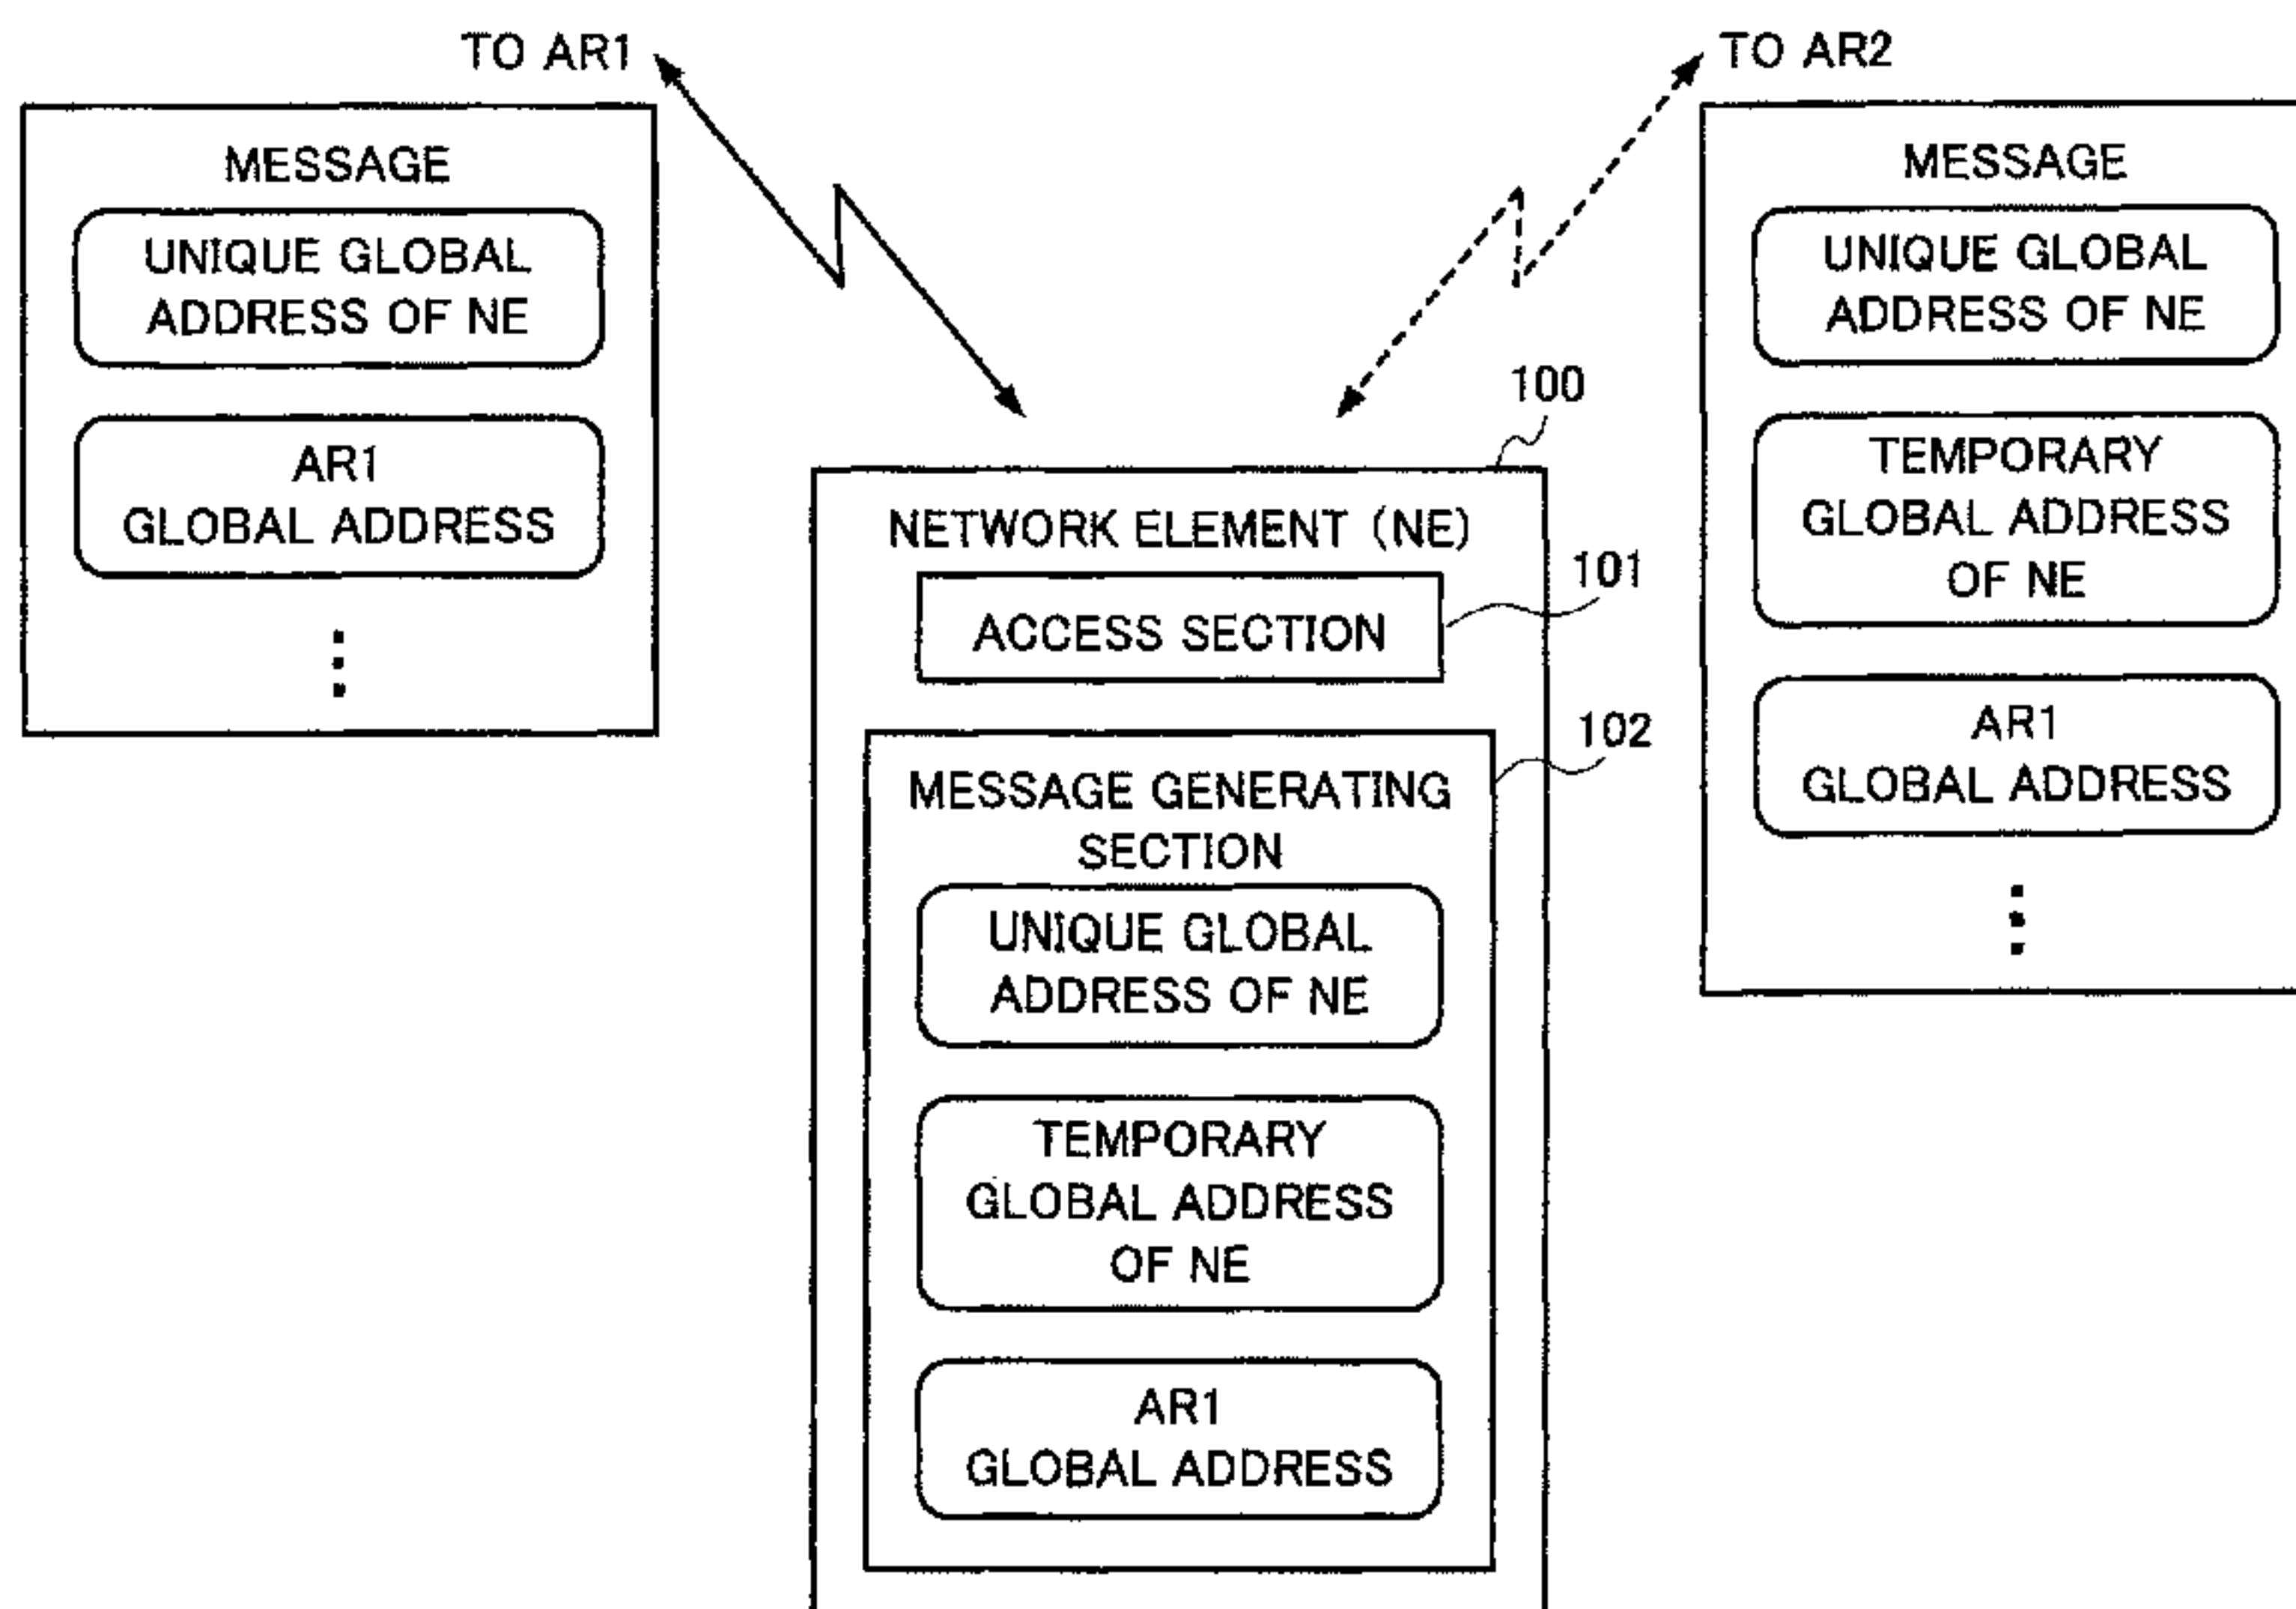 TO AR1
MESSAGE
UNIQUE GLOBAL
ADDRESS OF NE
AR1
GLOBAL ADDRESS
TO AR2
MESSAGE
UNIQUE GLOBAL
ADDRESS OF NE
TEMPORARY
GLOBAL ADDRESS
OF NE
AR1
GLOBAL ADDRESS
100
NETWORK ELEMENT (NE)
101
ACCESS SECTION
102
MESSAGE GENERATING
SECTION
UNIQUE GLOBAL
ADDRESS OF NE
TEMPORARY
GLOBAL ADDRESS
OF NE
AR1
GLOBAL ADDRESS